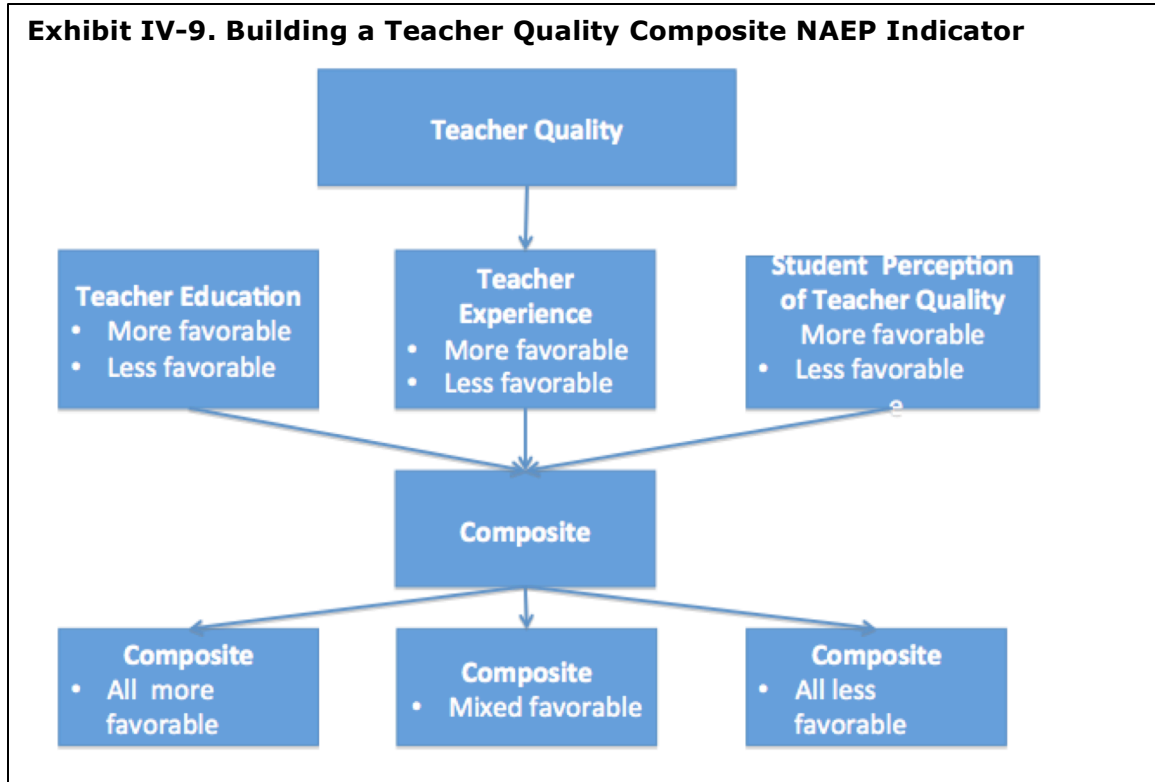 Exhibit IV-9. Building a Teacher Quality Composite NAEP Indicator
Teacher Quality
Teacher Education
• More favorable
• Less favorable
Teacher
Experience
• More favorable
• Less favorable
Student Perception
of Teacher Quality
More favorable
• Less favorable
e
Composite
Composite
• All more
favorable
Composite
• Mixed favorable
Composite
• All less
favorable